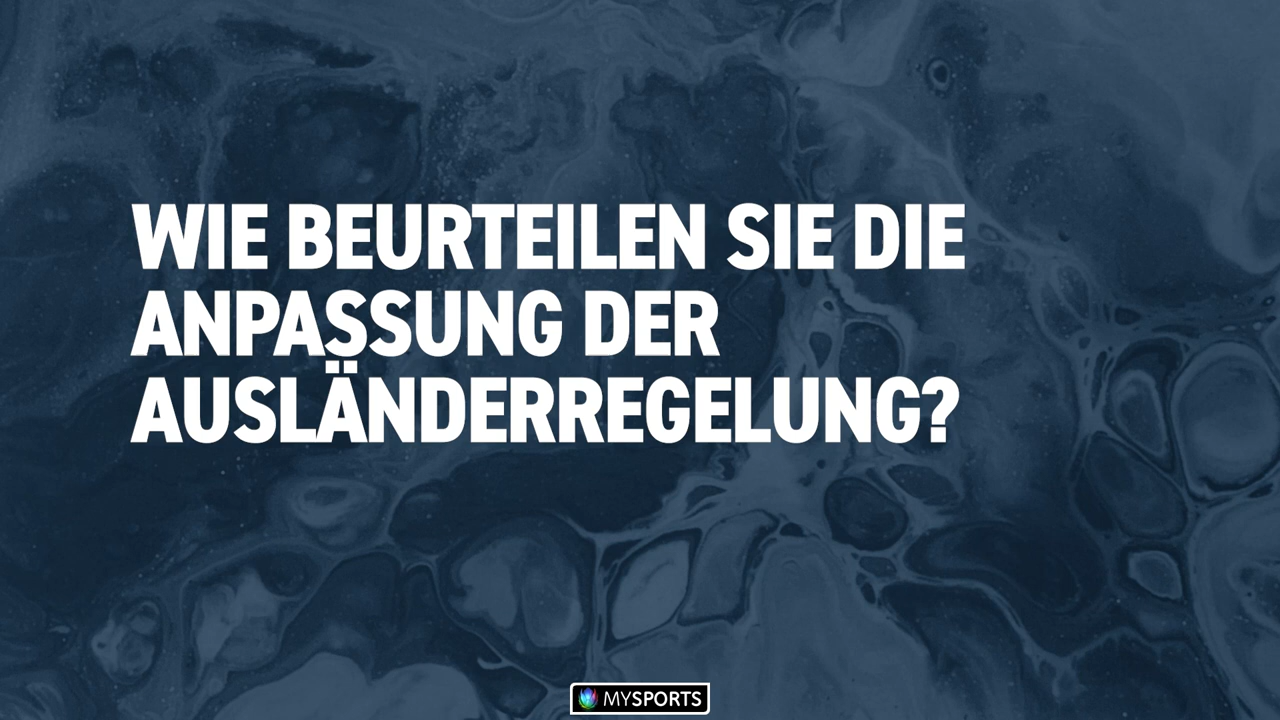 WIE BEURTEILEN SIE DIE
ANPASSUNG DER
AUSLÄNDERREGELUNG?
MYSPORTS